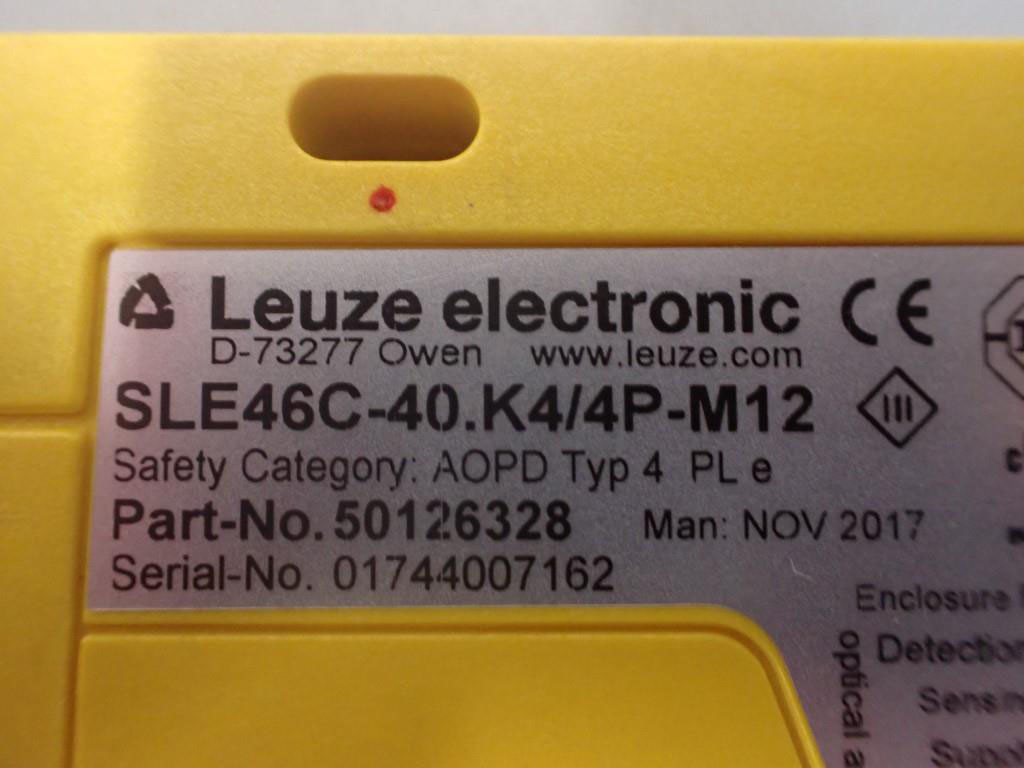 Leuze electronic CE
D-73277 Owen www.leuze.com
SLE46C-40.K4/4P-M12
Safety Category: AOPD Typ 4 PL e
Part-No. 50126328 Man: NOV 2017
Serial-No. 01744007162
Enclosure
optical